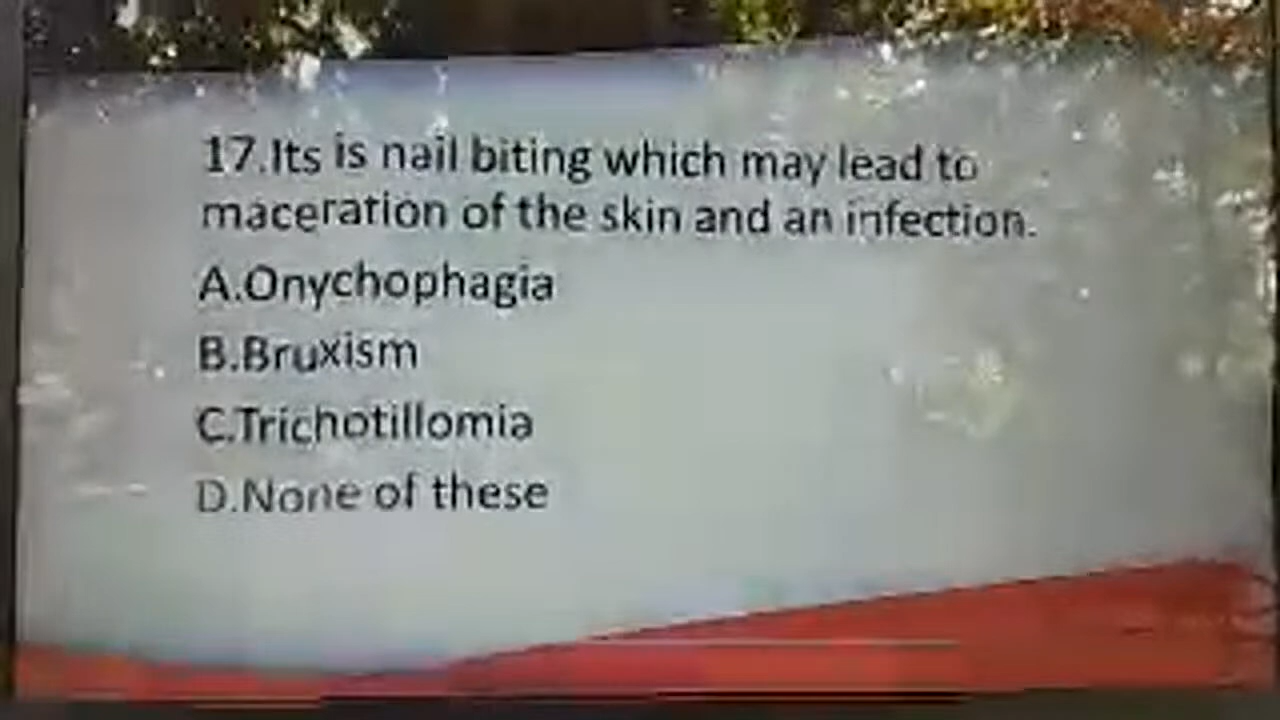 17.Its is nail biting which may lead to
maceration of the skin and an infection.
A.Onychophagia
B.Bruxism
C.Trichotillomia
D.None of these